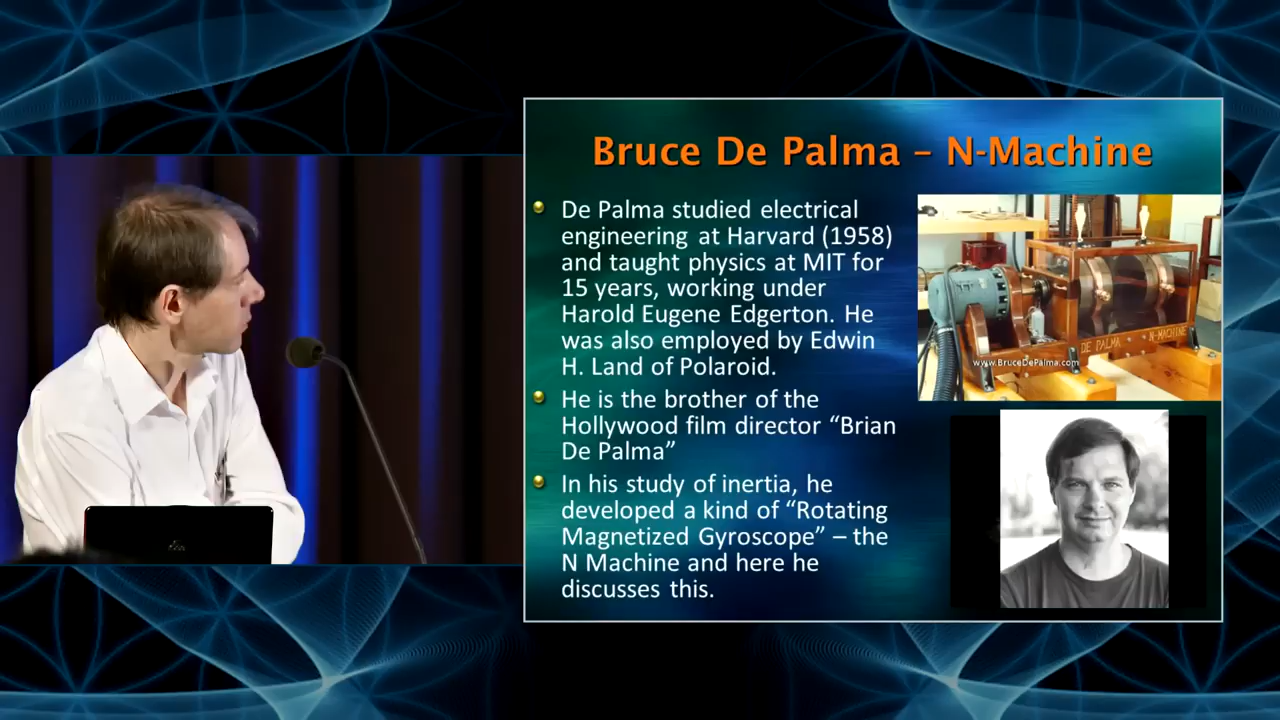 Bruce De Palma – N-Machine
De Palma studied electrical
engineering at Harvard (1958)
and taught physics at MIT for
15 years, working under
Harold Eugene Edgerton. He
was also employed by Edwin
H. Land of Polaroid.
He is the brother of the
Hollywood film director “Brian
De Palma”
In his study of inertia, he
developed a kind of “Rotating
Magnetized Gyroscope” – the
N Machine and here he
discusses this.
DE PALMA N-MACHINE
www.BruceDePalma.com